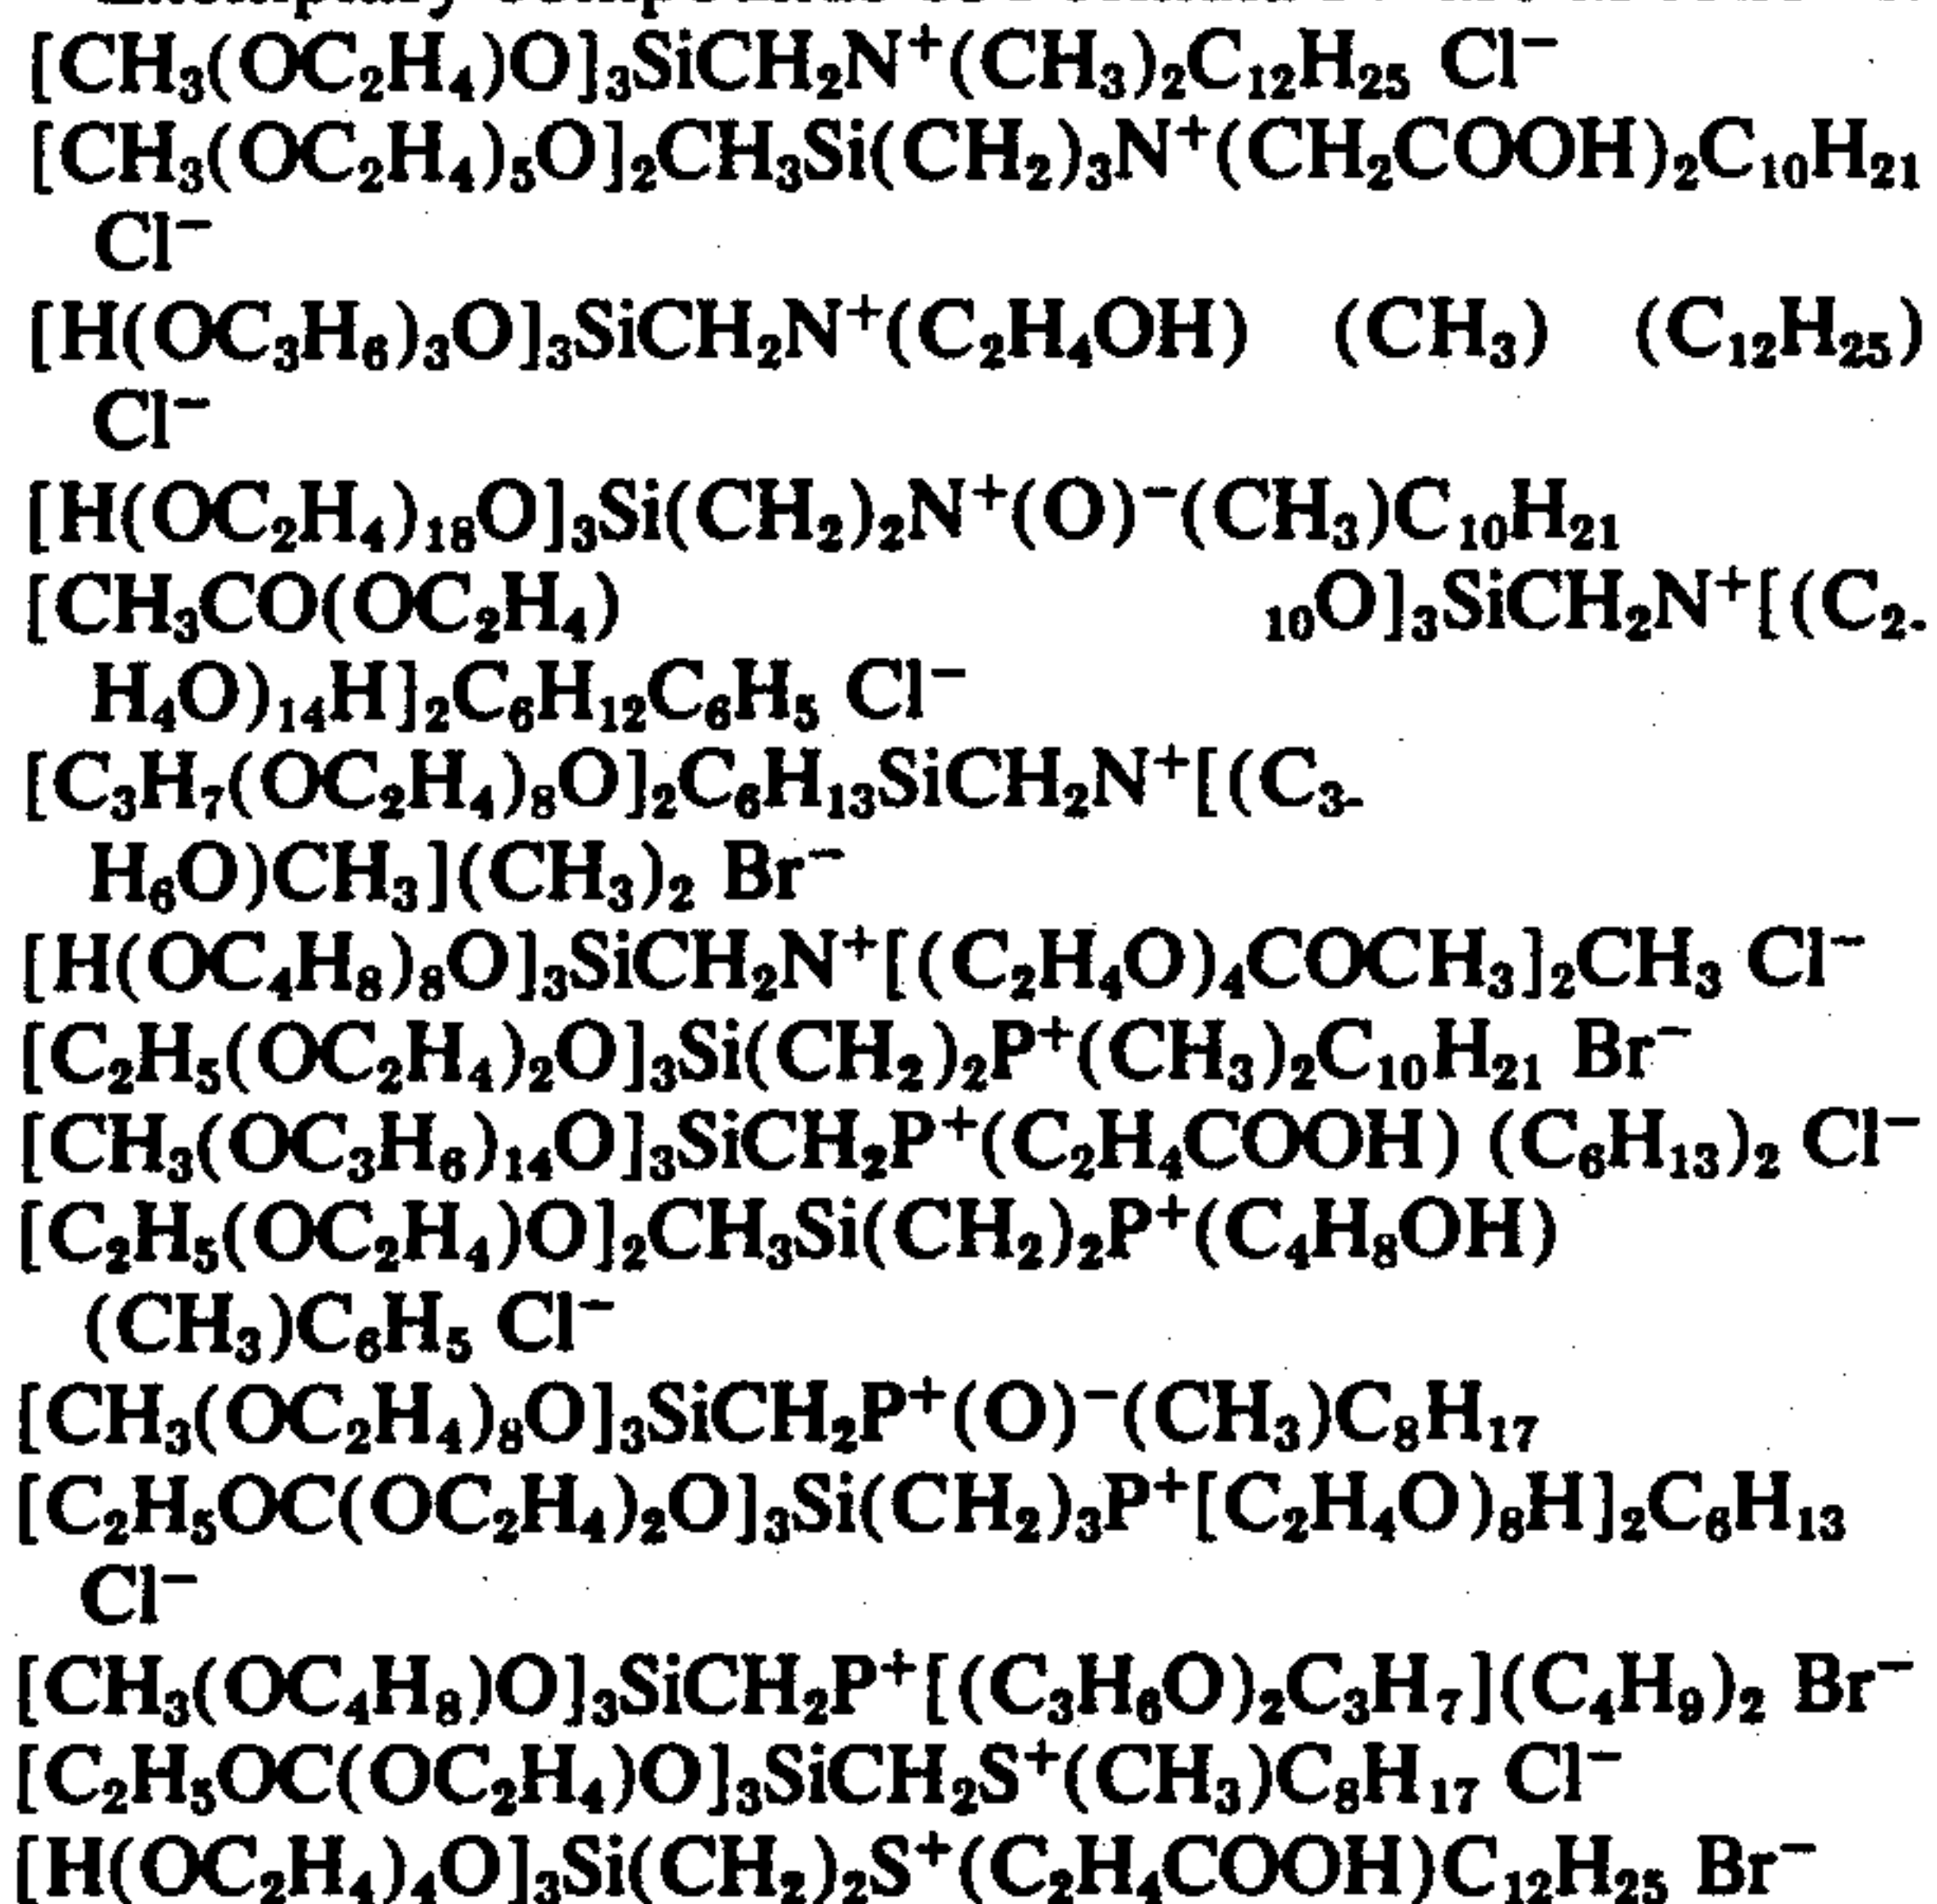 [CH₃(OC₂H₄)O]₃SiCH₂N⁺(CH₃)₂C₁₂H₂₅ Cl⁻
[CH₃(OC₂H₄)₅O]₂CH₃Si(CH₂)₃N⁺(CH₂COOH)₂C₁₀H₂₁
Cl⁻
[H(OC₃H₆)₃O]₃SiCH₂N⁺(C₂H₄OH) (CH₃) (C₁₂H₂₅)
Cl⁻
[H(OC₂H₄)₁₈O]₃Si(CH₂)₂N⁺(O)⁻(CH₃)C₁₀H₂₁
[CH₃CO(OC₂H₄) ₁₀O]₃SiCH₂N⁺[(C₂-
H₄O)₁₄H]₂C₆H₁₂C₆H₅ Cl⁻
[C₃H₇(OC₂H₄)₈O]₂C₆H₁₃SiCH₂N⁺[(C₃-
H₆O)CH₃](CH₃)₂ Br⁻
[H(OC₄H₈)₈O]₃SiCH₂N⁺[(C₂H₄O)₄COCH₃]₂CH₃ Cl⁻
[C₂H₅(OC₂H₄)₂O]₃Si(CH₂)₂P⁺(CH₃)₂C₁₀H₂₁ Br⁻
[CH₃(OC₃H₆)₁₄O]₃SiCH₂P⁺(C₂H₄COOH) (C₆H₁₃)₂ Cl⁻
[C₂H₅(OC₂H₄)O]₂CH₃Si(CH₂)₂P⁺(C₄H₈OH)
(CH₃)C₆H₅ Cl⁻
[CH₃(OC₂H₄)₈O]₃SiCH₂P⁺(O)⁻(CH₃)C₈H₁₇
[C₂H₅OC(OC₂H₄)₂O]₃Si(CH₂)₃P⁺[C₂H₄O)₈H]₂C₆H₁₃
Cl⁻
[CH₃(OC₄H₈)O]₃SiCH₂P⁺[(C₃H₆O)₂C₃H₇](C₄H₉)₂ Br⁻
[C₂H₅OC(OC₂H₄)O]₃SiCH₂S⁺(CH₃)C₈H₁₇ Cl⁻
[H(OC₂H₄)₄O]₃Si(CH₂)₂S⁺(C₂H₄COOH)C₁₂H₂₅ Br⁻